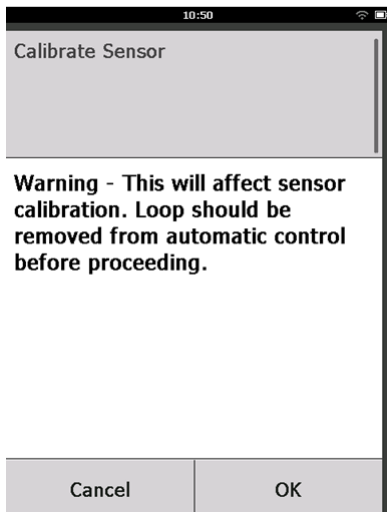 10:50
Calibrate Sensor
Warning - This will affect sensor
calibration. Loop should be
removed from automatic control
before proceeding.
Cancel
OK